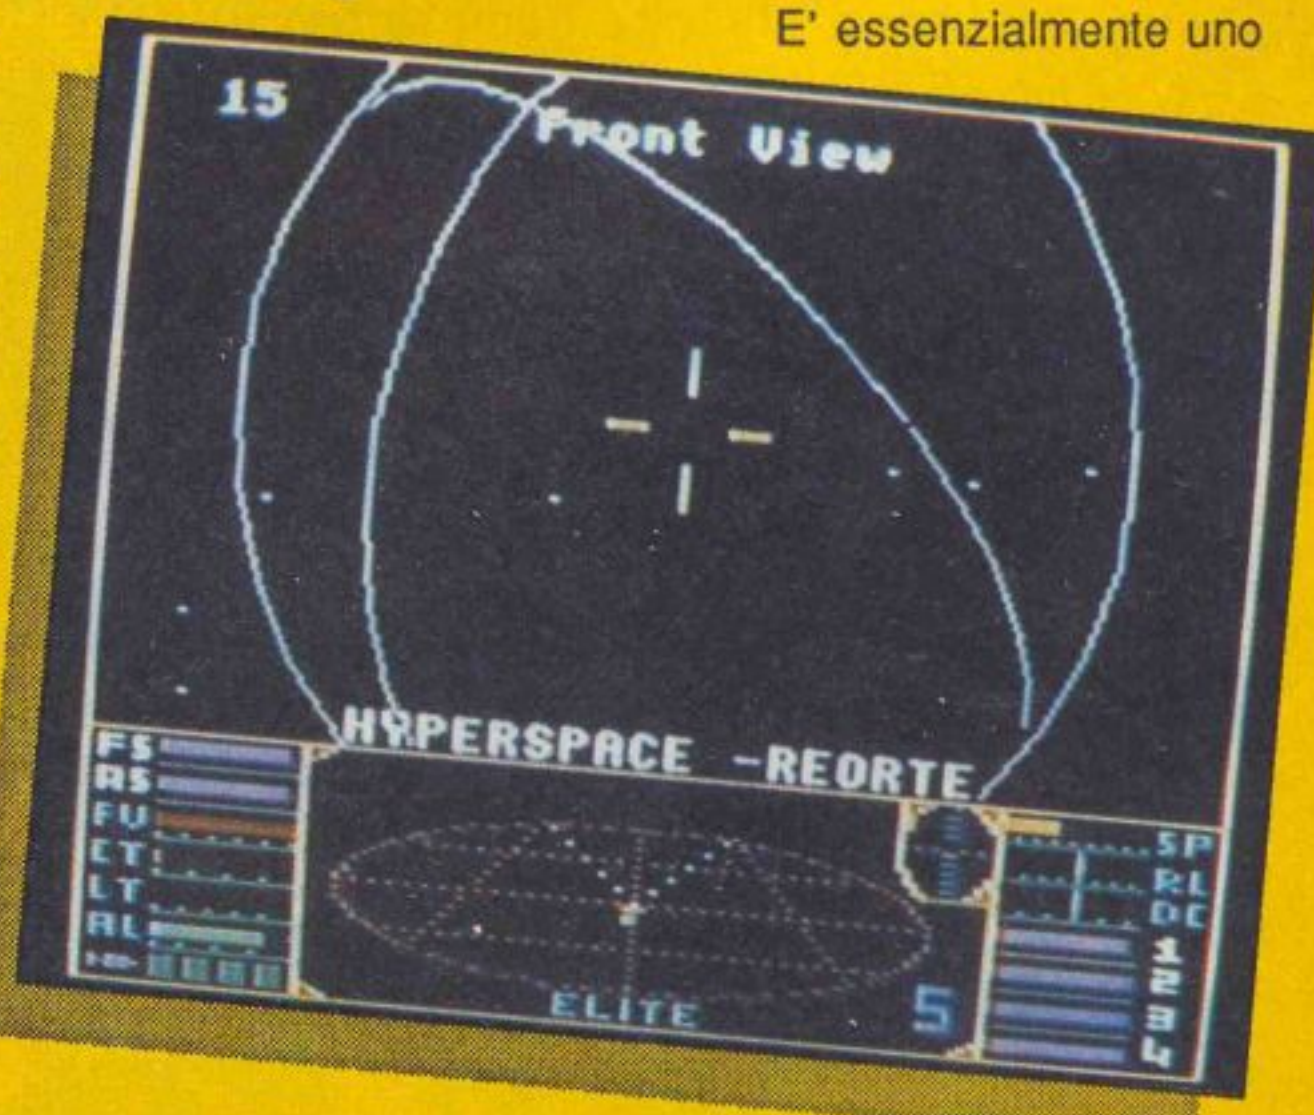 E' essenzialmente uno
15
Front View
HYPERSPACE -REORTE
FS
AS
FU
CT
LT
AL
ELITE
5
SP
RL
DC
1
2
3
4